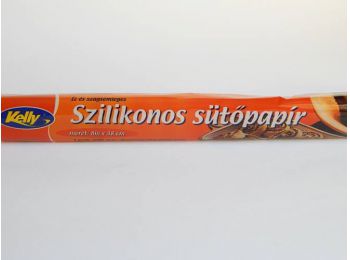 Íz és szagsemleges
Kelly
Szilikonos sütőpapír
méret: 8m x 38 cm